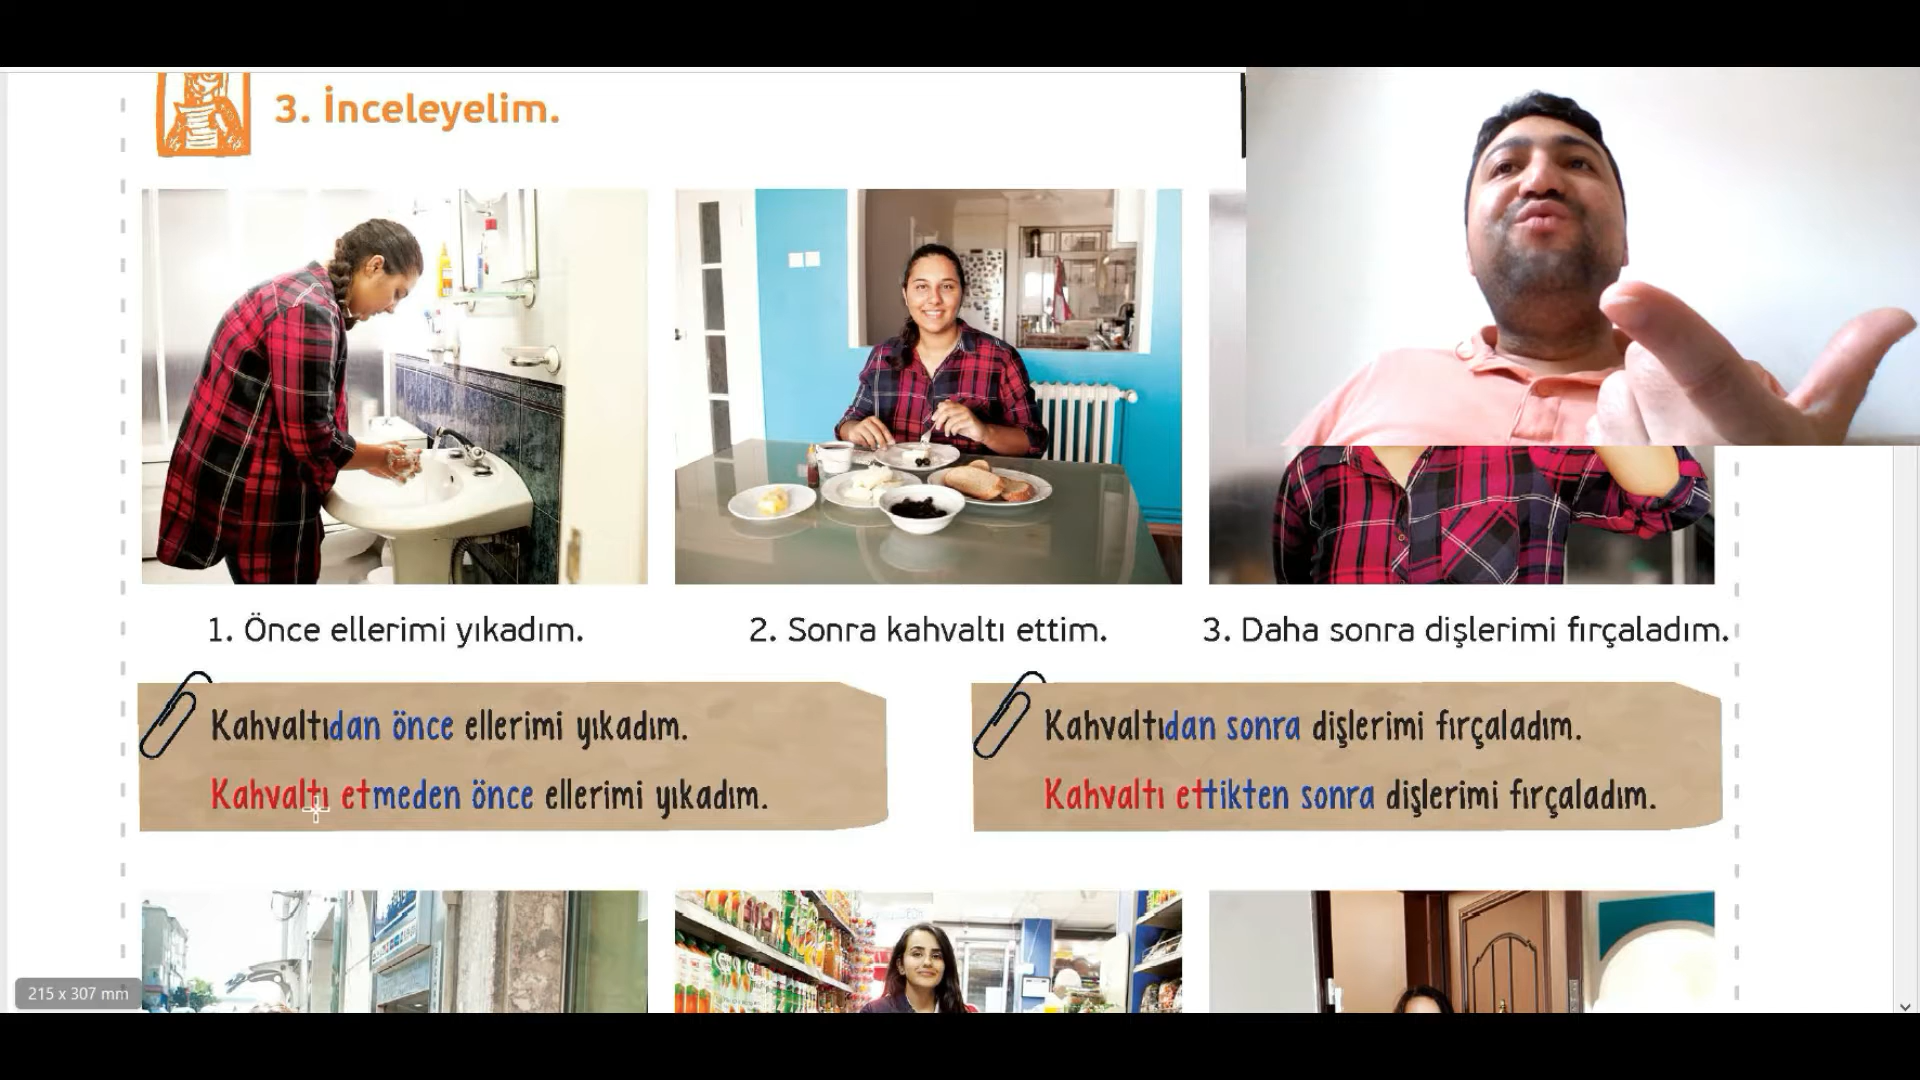 3. İnceleyelim.
1. Önce ellerimi yıkadım.
2. Sonra kahvaltı ettim.
3. Daha sonra dişlerimi fırçaladım.
Kahvaltıdan önce ellerimi yıkadım.
Kahvaltı etmeden önce ellerimi yıkadım.
Kahvaltıdan sonra dişlerimi fırçaladım.
Kahvaltı ettikten sonra dişlerimi fırçaladım.
215 x 307 mm